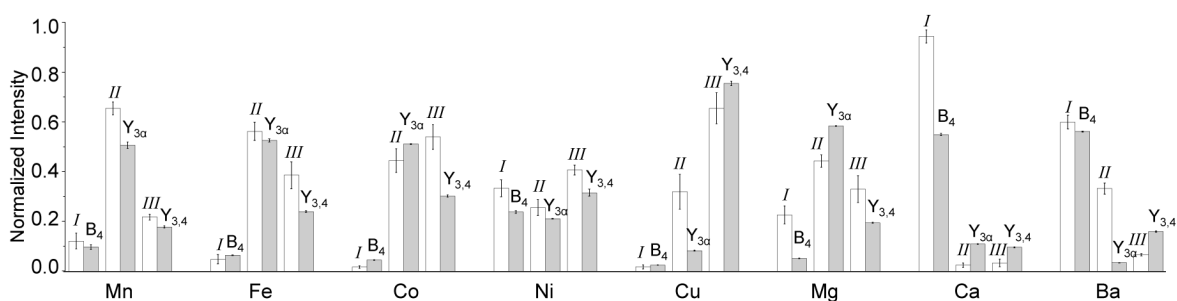 Normalized Intensity
1.0
0.8
0.6
0.4
0.2
0.0
I B4 II Y3α III Y3,4
I B4 II Y3α III Y3,4
I B4 II Y3α III Y3,4
I B4 II Y3α III Y3,4
I B4 II Y3α III Y3,4
I B4 II Y3α III Y3,4
I B4 II Y3α III Y3,4
I B4 II Y3α III Y3,4
Mn Fe Co Ni Cu Mg Ca Ba